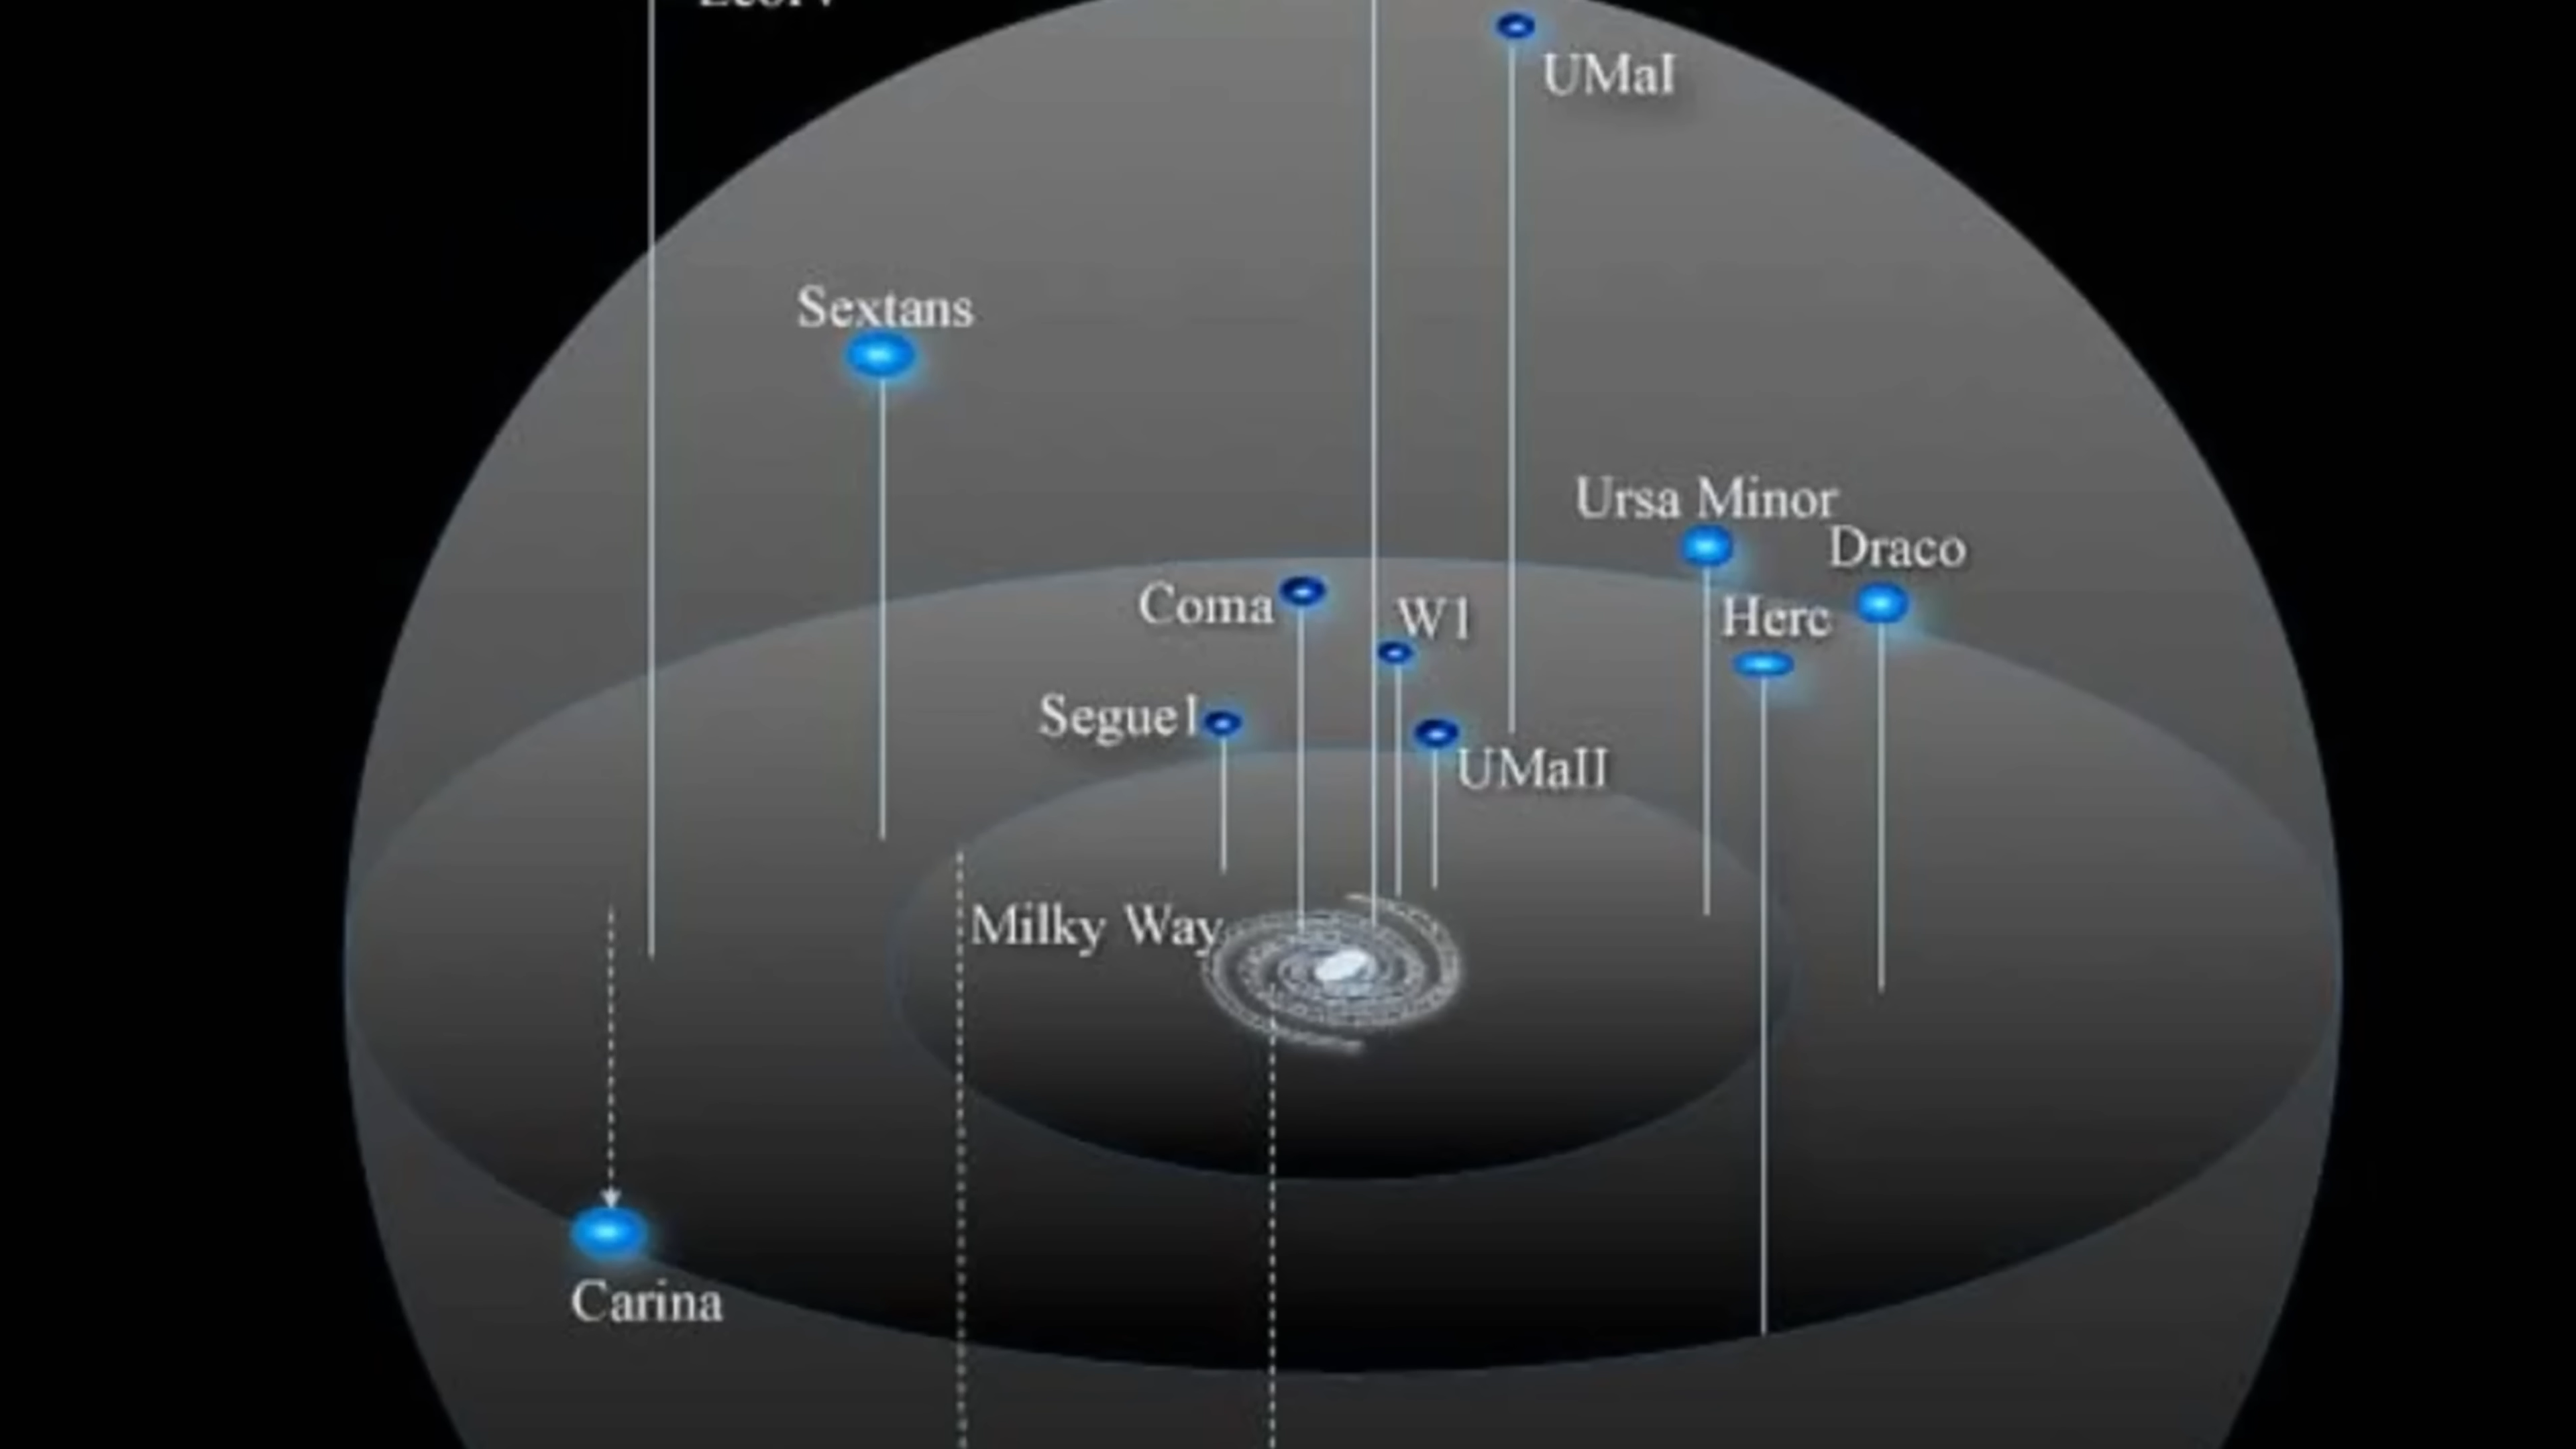 UMaI
Sextans
Ursa Minor
Draco
Coma
W1
Herc
Segue1
UMaII
Milky Way
Carina